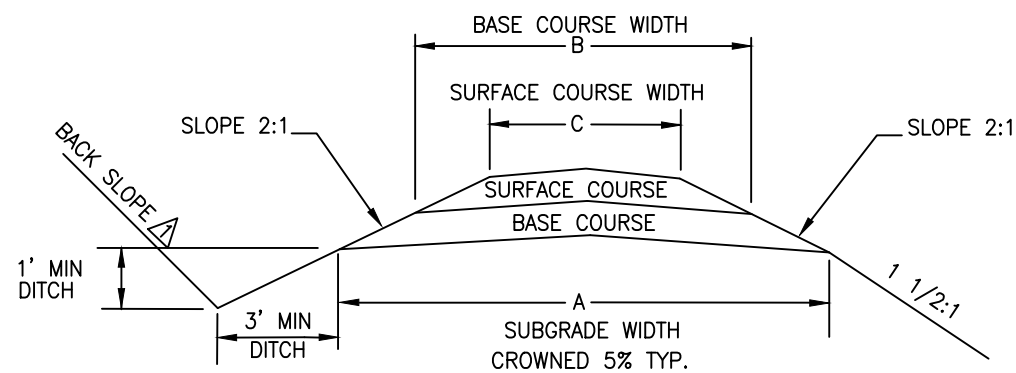 BASE COURSE WIDTH
B
SURFACE COURSE WIDTH
C
SLOPE 2:1
SLOPE 2:1
BACK SLOPE 1
SURFACE COURSE
BASE COURSE
1' MIN
DITCH
3' MIN
DITCH
A
SUBGRADE WIDTH
CROWNED 5% TYP.
1 1/2:1